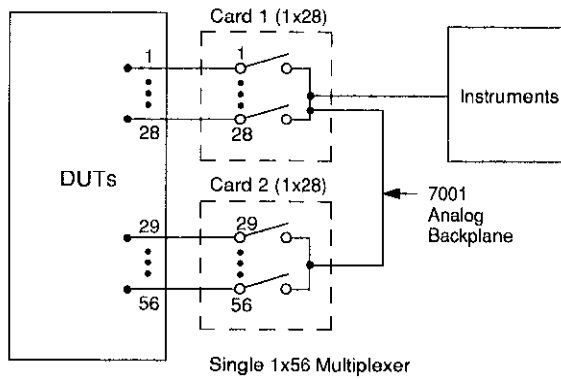 Card 1 (1x28)
1
1
28
28
Instruments
DUTs
Card 2 (1x28)
7001
Analog
Backplane
29
29
56
56
Single 1x56 Multiplexer